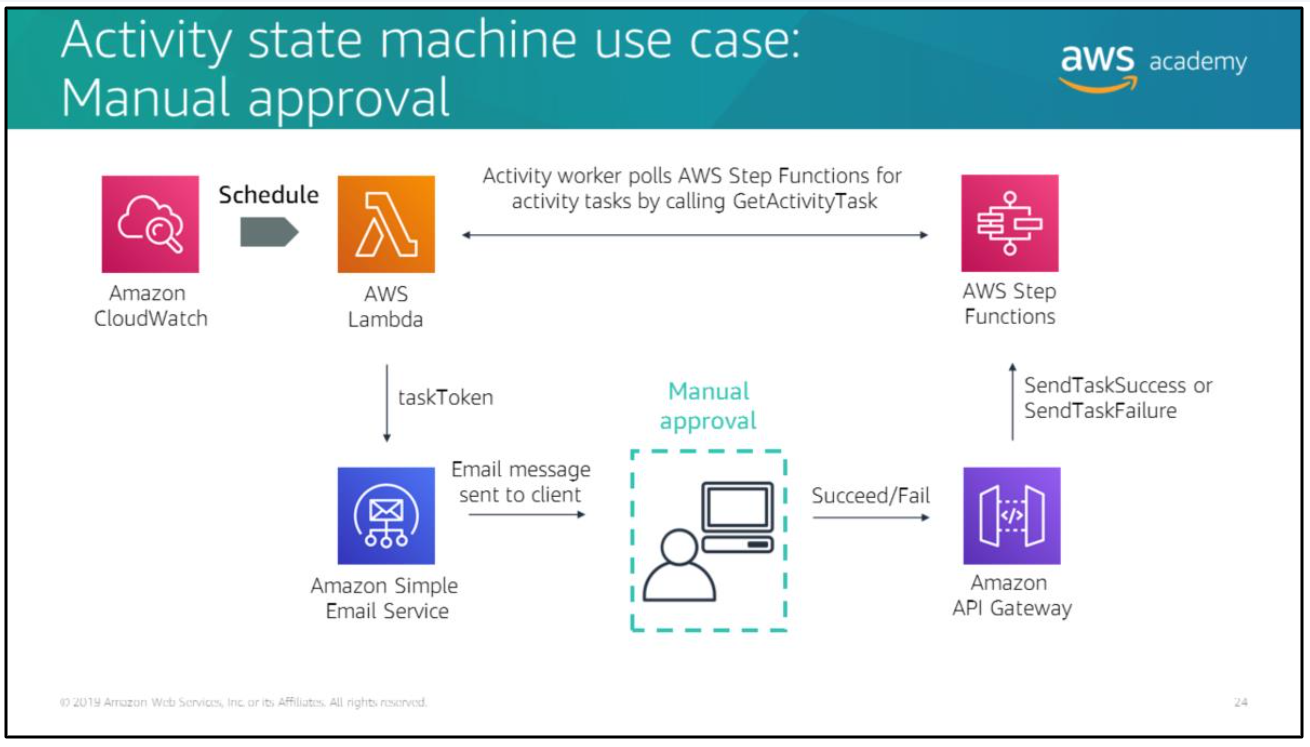 Activity state machine use case:
Manual approval
aws academy
Schedule
Activity worker polls AWS Step Functions for
activity tasks by calling GetActivityTask
Amazon
CloudWatch
AWS
Lambda
AWS Step
Functions
taskToken
Manual
approval
SendTaskSuccess or
SendTaskFailure
Email message
sent to client
Succeed/Fail
</>
Amazon Simple
Email Service
Amazon
API Gateway
© 2019 Amazon Web Services, Inc. or its Affiliates. All rights reserved.
24